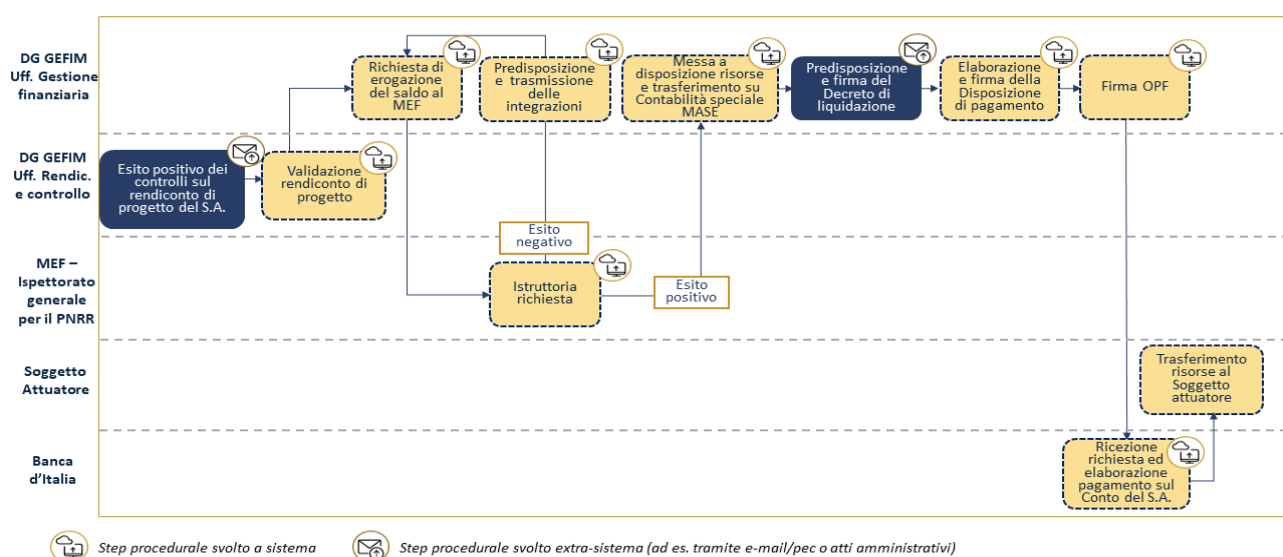 DG GEFIM
Uff. Gestione
finanziaria
Richiesta di
erogazione
del saldo al
MEF
Predisposizione
e trasmissione
delle
integrazioni
Messa a
disposizione risorse
e trasferimento su
Contabilità speciale
MASE
Predisposizione
e firma del
Decreto di
liquidazione
Elaborazione
e firma della
Disposizione
di pagamento
Firma OPF
DG GEFIM
Uff. Rendic.
e controllo
Esito positivo dei
controlli sul
rendiconto di
progetto del S.A.
Validazione
rendiconto di
progetto
Esito
negativo
MEF –
Ispettorato
generale
per il PNRR
Istruttoria
richiesta
Esito
positivo
Soggetto
Attuatore
Trasferimento
risorse al
Soggetto
attuatore
Banca
d'Italia
Ricezione
richiesta ed
elaborazione
pagamento sul
Conto del S.A.
Step procedurale svolto a sistema
Step procedurale svolto extra-sistema (ad es. tramite e-mail/pec o atti amministrativi)